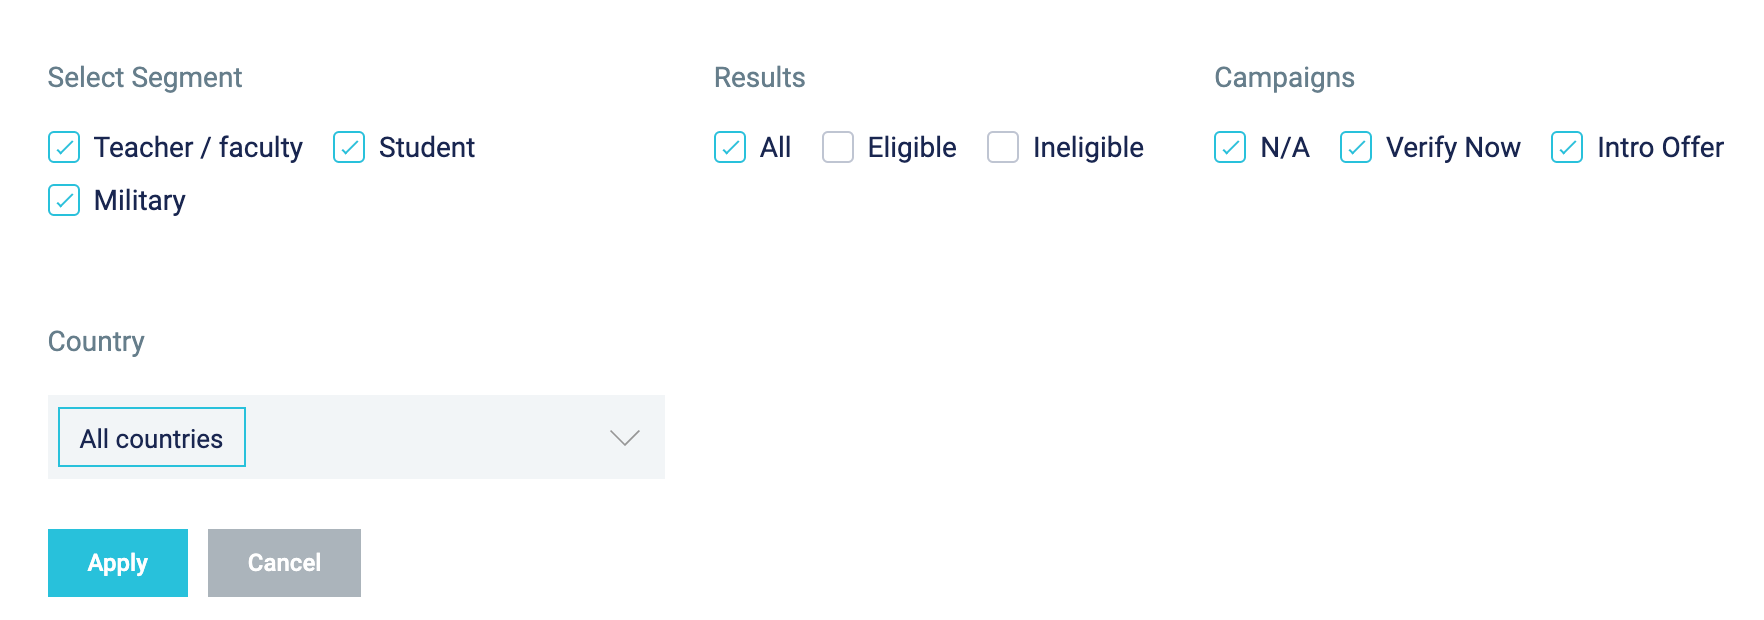 Select Segment
Teacher / faculty Student
Military
Results
All Eligible Ineligible
Campaigns
N/A Verify Now Intro Offer
Country
All countries
Apply Cancel